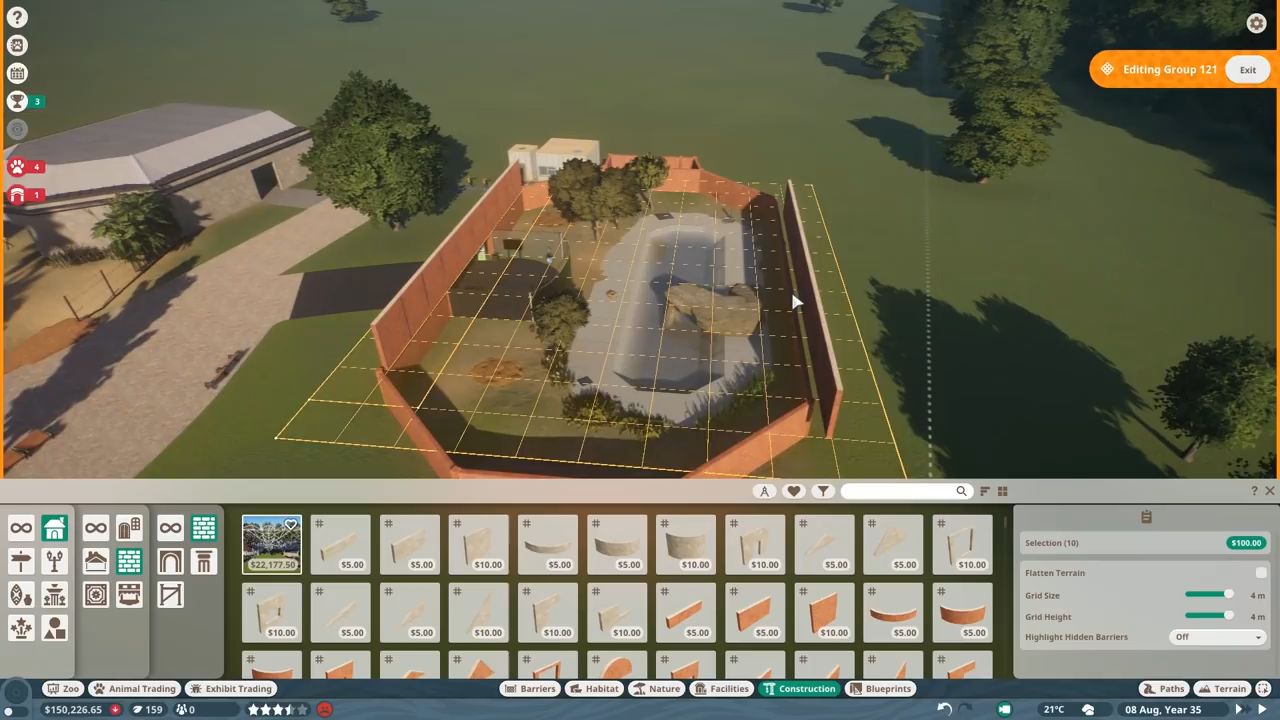 ?
3
4
1
Editing Group 121
Exit
? ×
$22,177.50
$5.00
$5.00
$10.00
$5.00
$5.00
$10.00
$10.00
$5.00
$5.00
$10.00
$10.00
$5.00
$5.00
$10.00
$10.00
$5.00
$5.00
$10.00
$5.00
$5.00
Selection (10)
$100.00
Flatten Terrain
Grid Size
4 m
Grid Height
4 m
Highlight Hidden Barriers
Off
Zoo
Animal Trading
Exhibit Trading
Barriers
Habitat
Nature
Facilities
Construction
Blueprints
Paths
Terrain
$150,226.65
159
0
21°C
08 Aug, Year 35